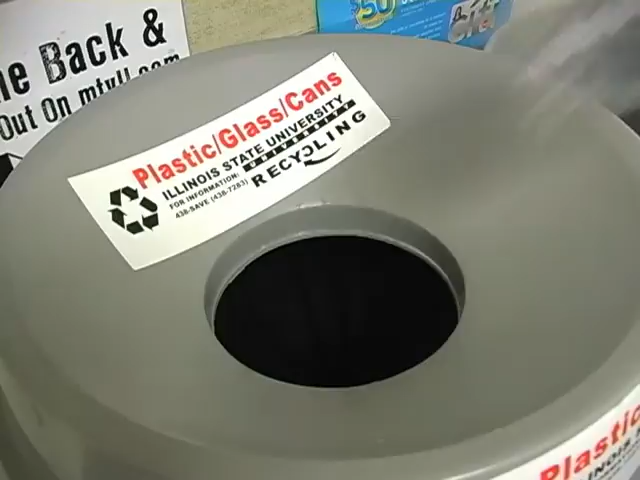 e Back &
Out On mtvU.com
$50
Plastic/Glass/Cans
ILLINOIS STATE UNIVERSITY
FOR INFORMATION: UNIVERSITY
438-SAVE (438-7283) RECYCLING
Plastic